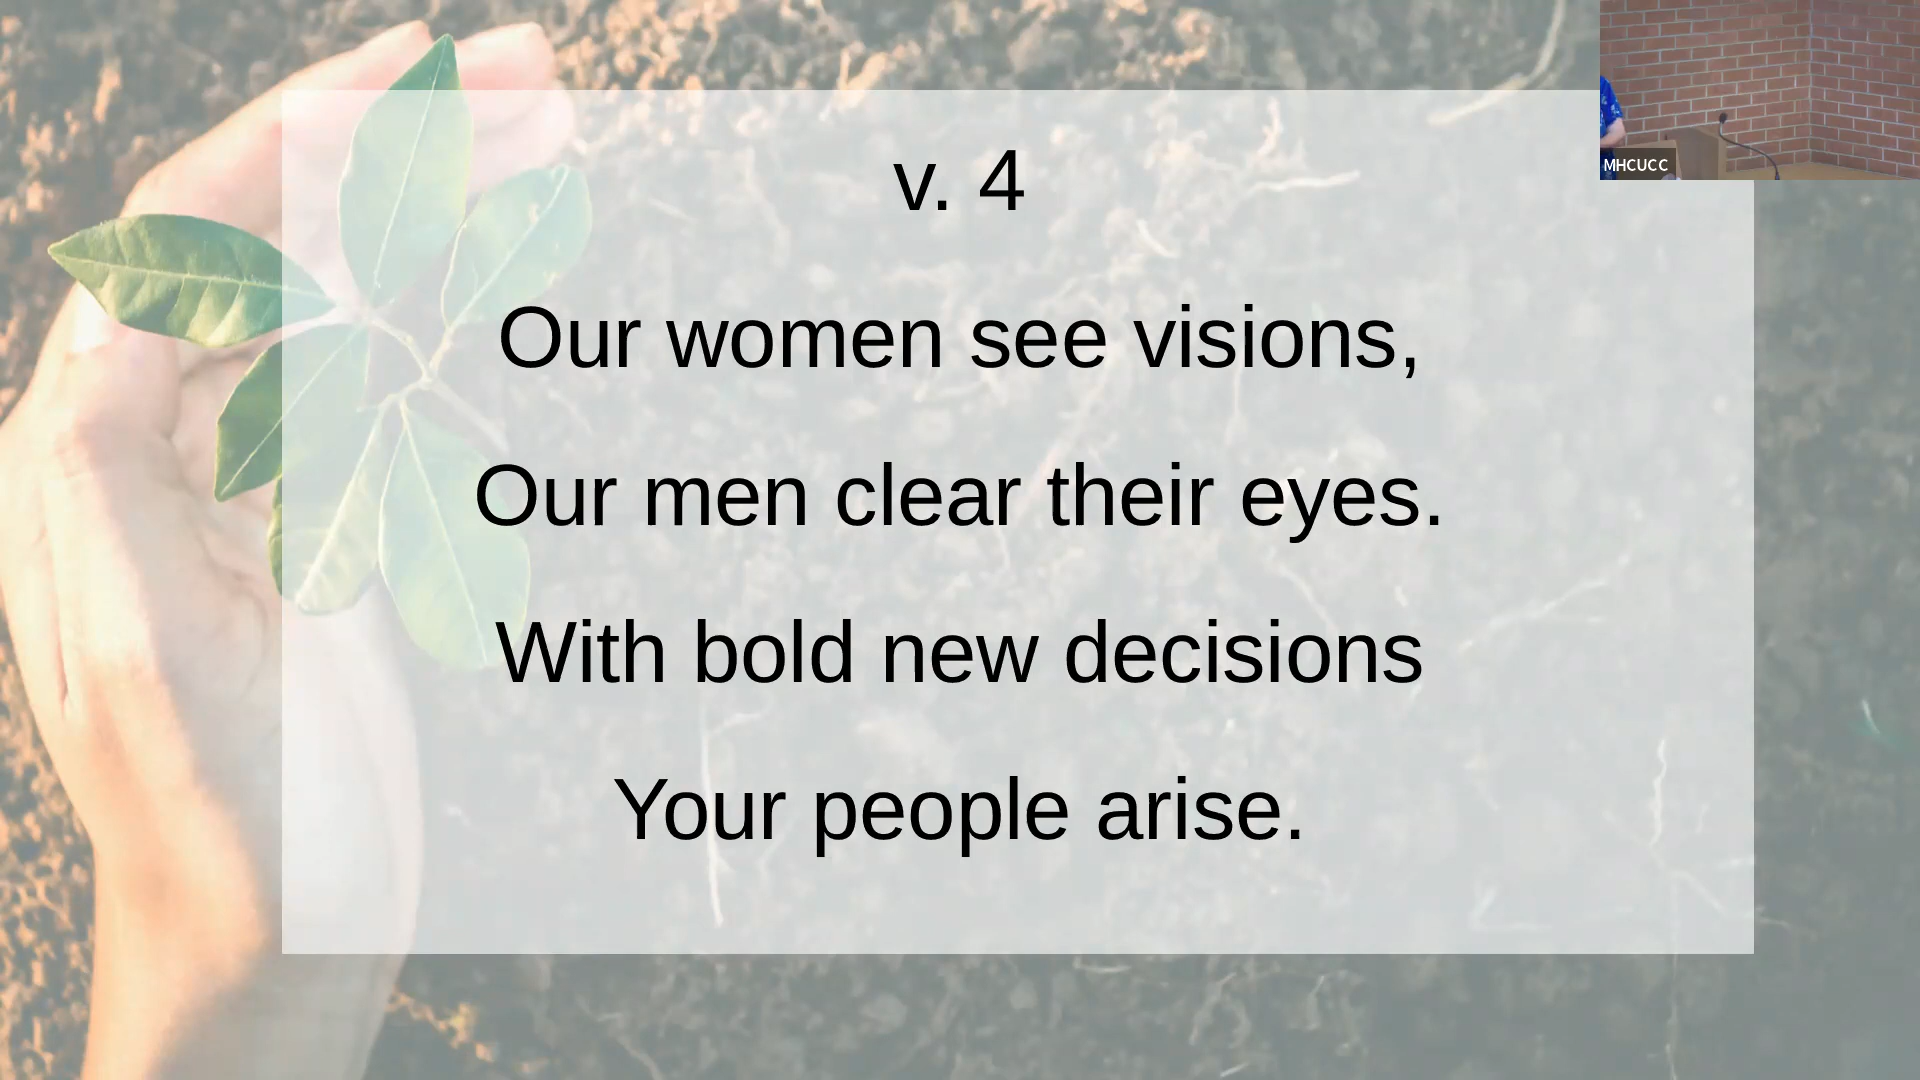 v. 4
Our women see visions,
Our men clear their eyes.
With bold new decisions
Your people arise.
MHCUCC